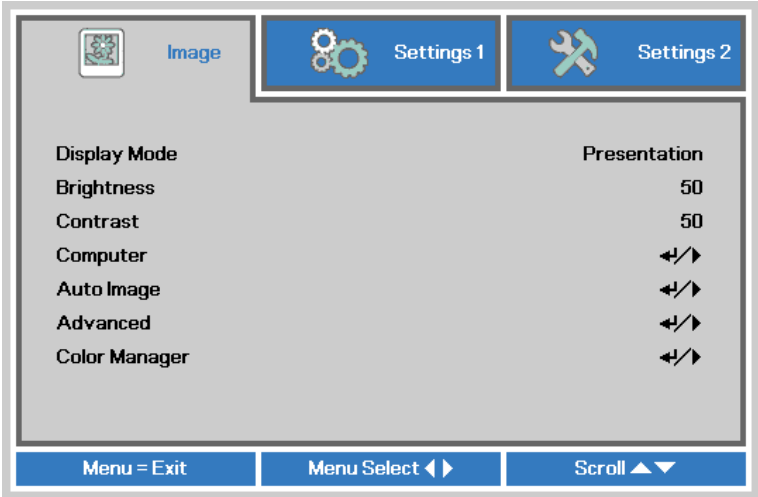 Image
Settings 1
Settings 2
Display Mode Presentation
Brightness 50
Contrast 50
Computer ↵/▶
Auto Image ↵/▶
Advanced ↵/▶
Color Manager ↵/▶
Menu = Exit
Menu Select ◀ ▶
Scroll ▲▼